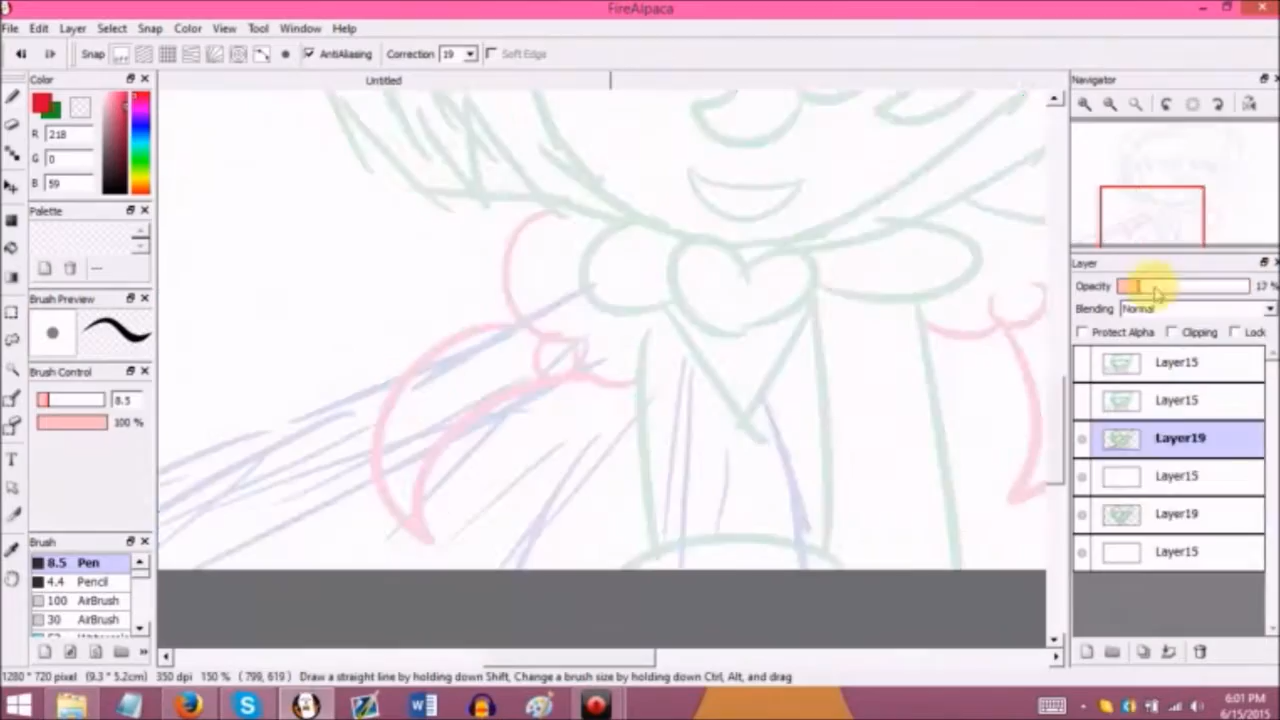 FireAlpaca
File Edit Layer Select Snap Color View Tool Window Help
Snap OFF AntiAliasing Correction 19 Soft Edge
Color Untitled Navigator
R 218
G 0
B 59
Palette
---
Brush Preview
Brush Control
8.5
100 %
Layer
Opacity 17 %
Blending Normal
Protect Alpha Clipping Lock
Layer15
Layer15
Layer19
Layer15
Layer19
Layer15
Brush
8.5 Pen
4.4 Pencil
100 AirBrush
30 AirBrush
1280 * 720 pixel (9.3 * 5.2cm) 350 dpi 150 % ( 799, 619 ) Draw a straight line by holding down Shift, Change a brush size by holding down Ctrl, Alt, and drag
6:01 PM
6/15/2015